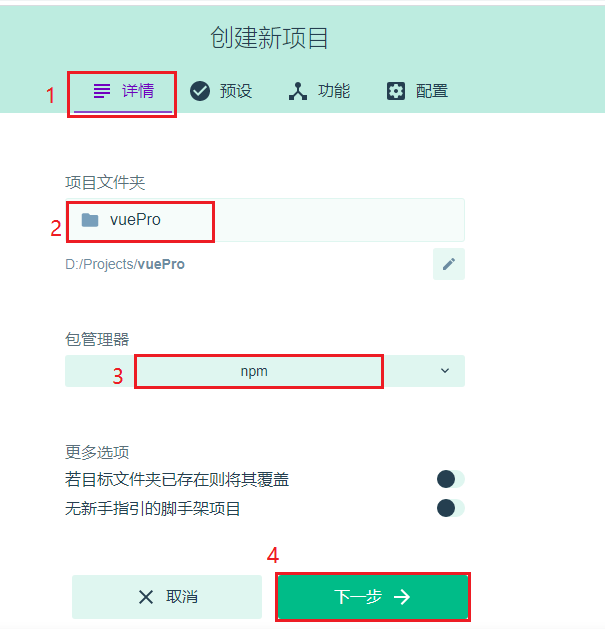 创建新项目
1 详情 预设 功能 配置
项目文件夹
2 vuePro
D:/Projects/vuePro
包管理器
3 npm
更多选项
若目标文件夹已存在则将其覆盖
无新手指引的脚手架项目
4
取消 下一步